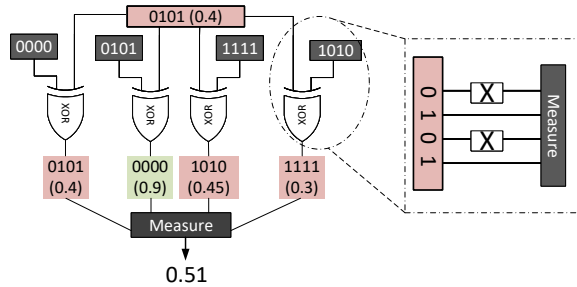 0101 (0.4)
0000
0101
1111
1010
XOR
XOR
XOR
XOR
0101
(0.4)
0000
(0.9)
1010
(0.45)
1111
(0.3)
Measure
0.51
0 1 0 1
X
X
Measure